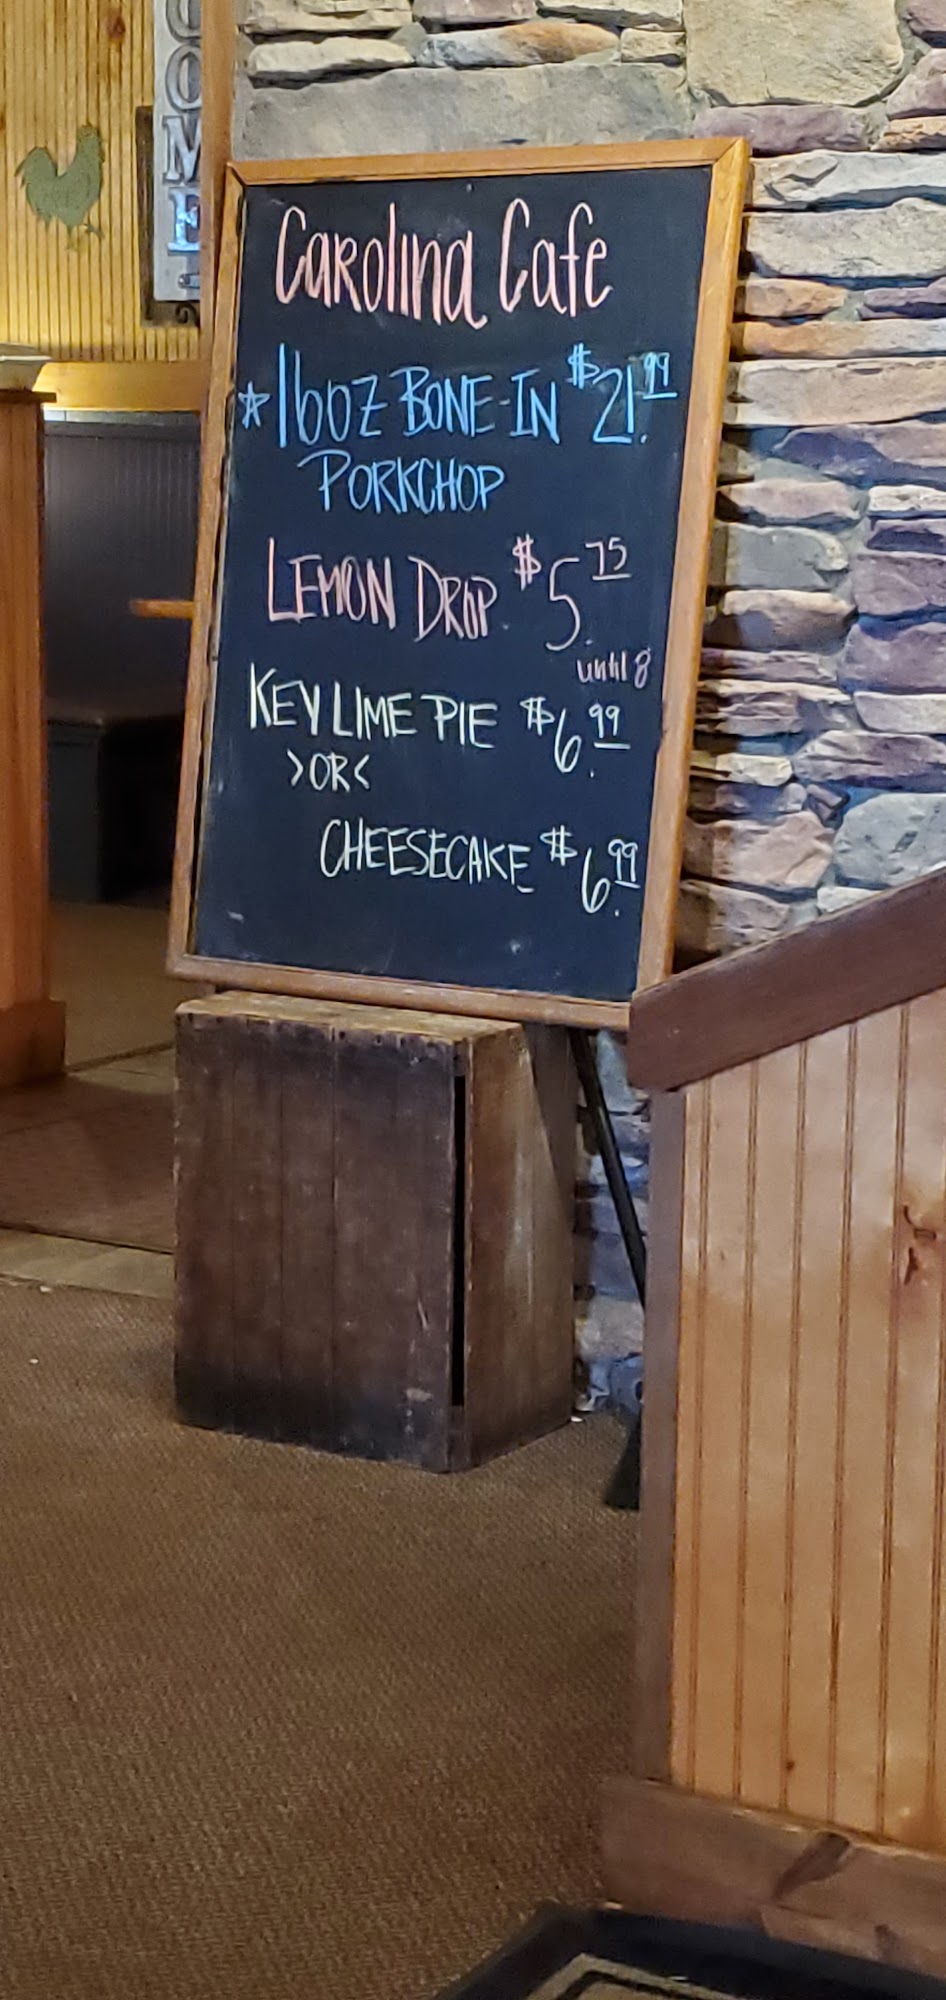 OME
Carolina Cafe
*16oz BONE-IN $21.99
PORKCHOP
LEMON DROP $5.75
until 8
KEY LIME PIE $6.99
>OR<
CHEESECAKE $6.99